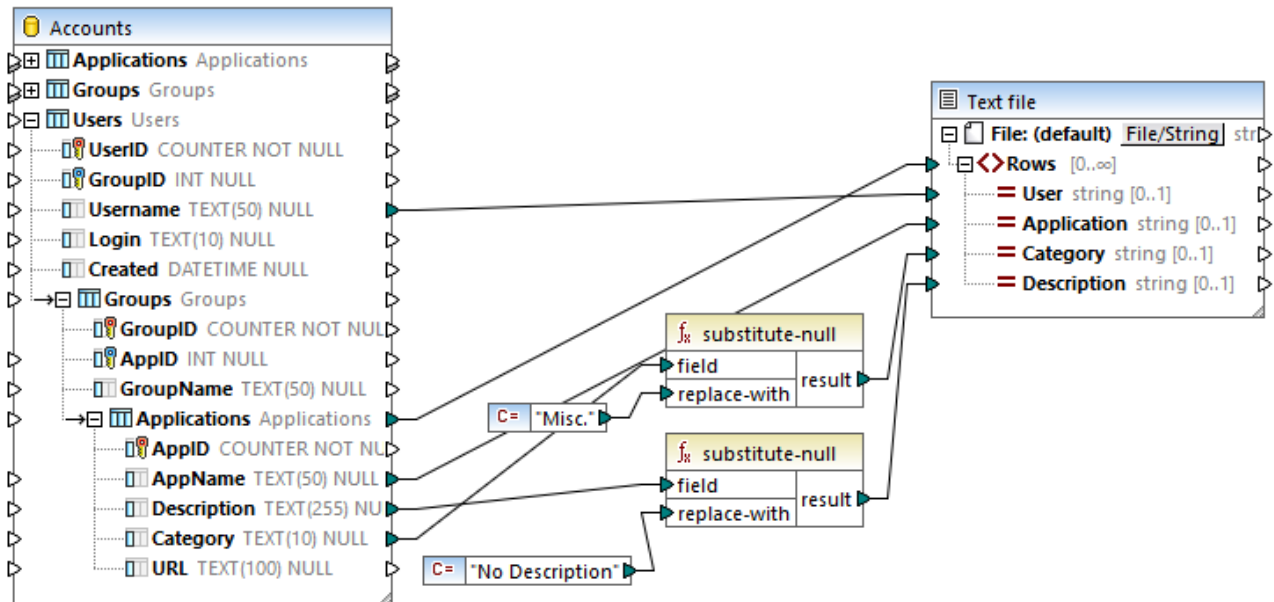 Accounts
Applications Applications
Groups Groups
Users Users
UserID COUNTER NOT NULL
GroupID INT NULL
Username TEXT(50) NULL
Login TEXT(10) NULL
Created DATETIME NULL
Groups Groups
GroupID COUNTER NOT NUL
AppID INT NULL
GroupName TEXT(50) NULL
Applications Applications
AppID COUNTER NOT NU
AppName TEXT(50) NULL
Description TEXT(255) NU
Category TEXT(10) NULL
URL TEXT(100) NULL
C= "Misc."
C= "No Description"
fx substitute-null
field
replace-with
result
fx substitute-null
field
replace-with
result
Text file
File: (default) File/String str
Rows [0..∞]
User string [0..1]
Application string [0..1]
Category string [0..1]
Description string [0..1]